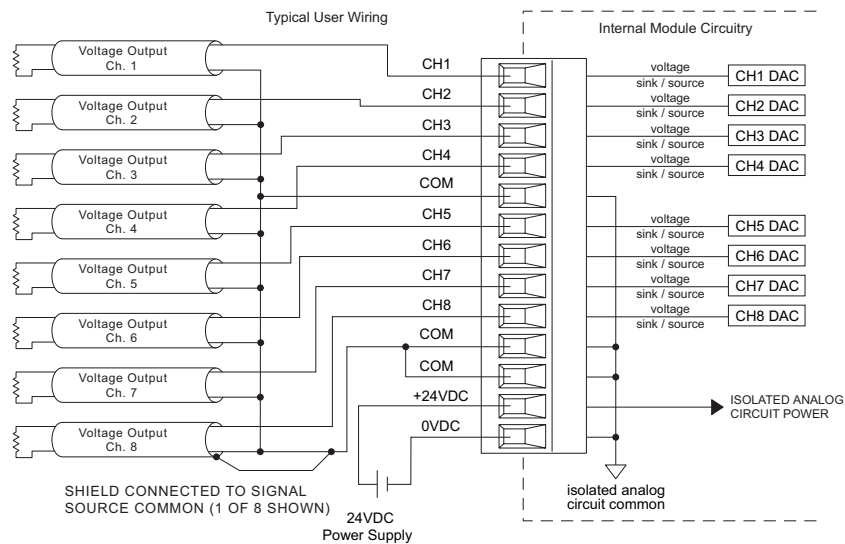 Typical User Wiring
Internal Module Circuitry
Voltage Output
Ch. 1
Voltage Output
Ch. 2
Voltage Output
Ch. 3
Voltage Output
Ch. 4
Voltage Output
Ch. 5
Voltage Output
Ch. 6
Voltage Output
Ch. 7
Voltage Output
Ch. 8
SHIELD CONNECTED TO SIGNAL
SOURCE COMMON (1 OF 8 SHOWN)
CH1
CH2
CH3
CH4
COM
CH5
CH6
CH7
CH8
COM
COM
+24VDC
0VDC
24VDC
Power Supply
voltage
sink / source
CH1 DAC
voltage
sink / source
CH2 DAC
voltage
sink / source
CH3 DAC
voltage
sink / source
CH4 DAC
voltage
sink / source
CH5 DAC
voltage
sink / source
CH6 DAC
voltage
sink / source
CH7 DAC
voltage
sink / source
CH8 DAC
ISOLATED ANALOG
CIRCUIT POWER
isolated analog
circuit common